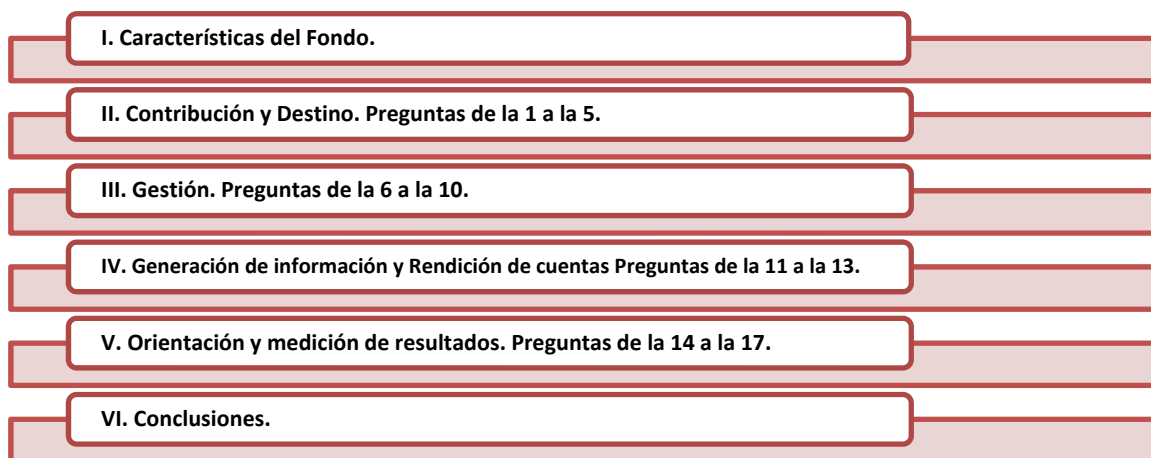 I. Características del Fondo.
II. Contribución y Destino. Preguntas de la 1 a la 5.
III. Gestión. Preguntas de la 6 a la 10.
IV. Generación de información y Rendición de cuentas Preguntas de la 11 a la 13.
V. Orientación y medición de resultados. Preguntas de la 14 a la 17.
VI. Conclusiones.